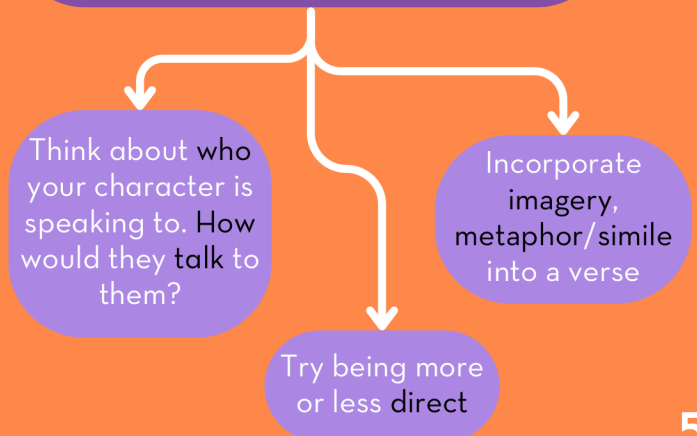 Think about who
your character is
speaking to. How
would they talk to
them?
Incorporate
imagery,
metaphor/simile
into a verse
Try being more
or less direct